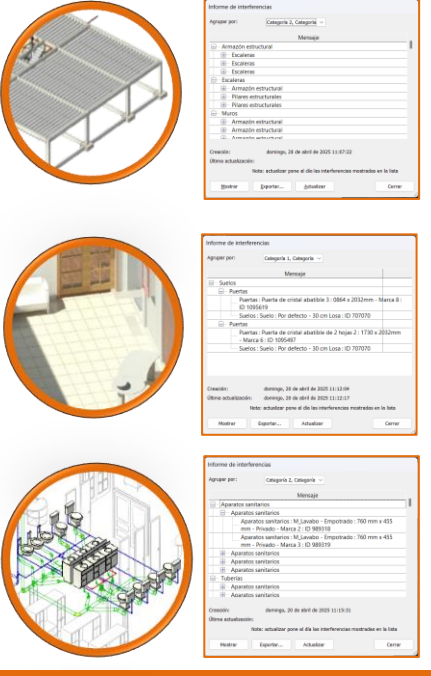 Informe de interferencias
Agrupar por: Categoría 2, Categoría
Mensaje
Armazón estructural
Escaleras
Escaleras
Escaleras
Escaleras
Armazón estructural
Pilares estructurales
Pilares estructurales
Muros
Armazón estructural
Armazón estructural
Armazón estructural
Creación: domingo, 20 de abril de 2025 11:07:22
Última actualización:
Nota: actualizar pone al día las interferencias mostradas en la lista
Mostrar Exportar... Actualizar Cerrar
Informe de interferencias
Agrupar por: Categoría 1, Categoría
Mensaje
Suelos
Puertas
Puertas : Puerta de cristal abatible 3 : 0864 x 2032mm - Marca 8 :
ID 1095619
Suelos : Suelo : Por defecto - 30 cm Losa : ID 707070
Puertas
Puertas : Puerta de cristal abatible de 2 hojas 2 : 1730 x 2032mm
- Marca 6 : ID 1095497
Suelos : Suelo : Por defecto - 30 cm Losa : ID 707070
Creación: domingo, 20 de abril de 2025 11:12:04
Última actualización: domingo, 20 de abril de 2025 11:12:17
Nota: actualizar pone al día las interferencias mostradas en la lista
Mostrar Exportar... Actualizar Cerrar
Informe de interferencias
Agrupar por: Categoría 2, Categoría
Mensaje
Aparatos sanitarios
Aparatos sanitarios
Aparatos sanitarios : M_Lavabo - Empotrado : 760 mm x 455
mm - Privado - Marca 2 : ID 989318
Aparatos sanitarios : M_Lavabo - Empotrado : 760 mm x 455
mm - Privado - Marca 3 : ID 989319
Aparatos sanitarios
Aparatos sanitarios
Aparatos sanitarios
Tuberías
Aparatos sanitarios
Aparatos sanitarios
Creación: domingo, 20 de abril de 2025 11:15:31
Última actualización:
Nota: actualizar pone al día las interferencias mostradas en la lista
Mostrar Exportar... Actualizar Cerrar